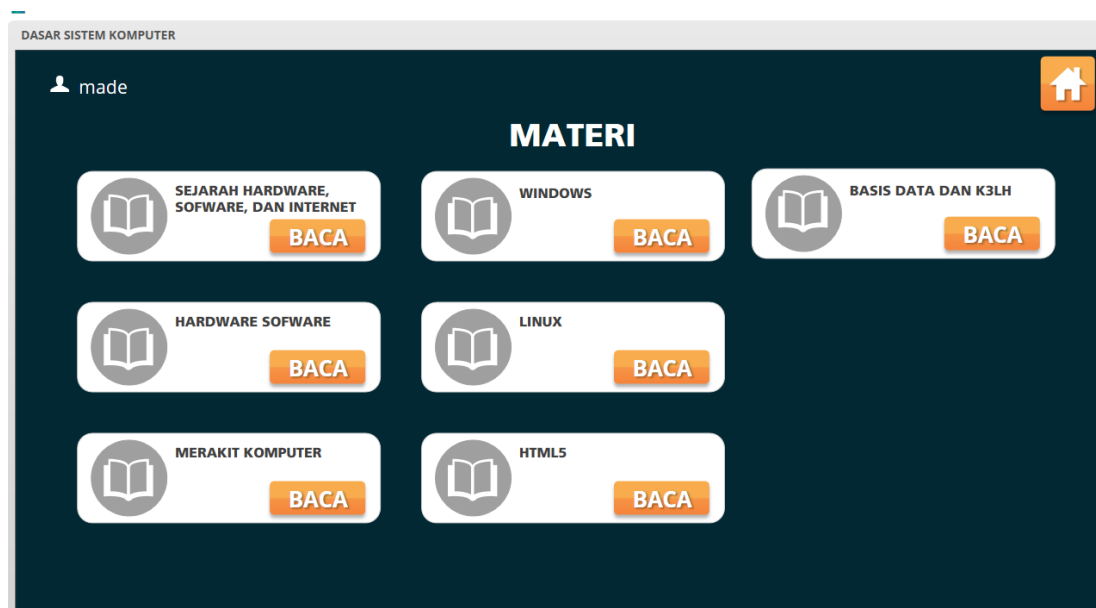 DASAR SISTEM KOMPUTER
made
MATERI
SEJARAH HARDWARE,
SOFWARE, DAN INTERNET
BACA
WINDOWS
BACA
BASIS DATA DAN K3LH
BACA
HARDWARE SOFWARE
BACA
LINUX
BACA
MERAKIT KOMPUTER
BACA
HTML5
BACA